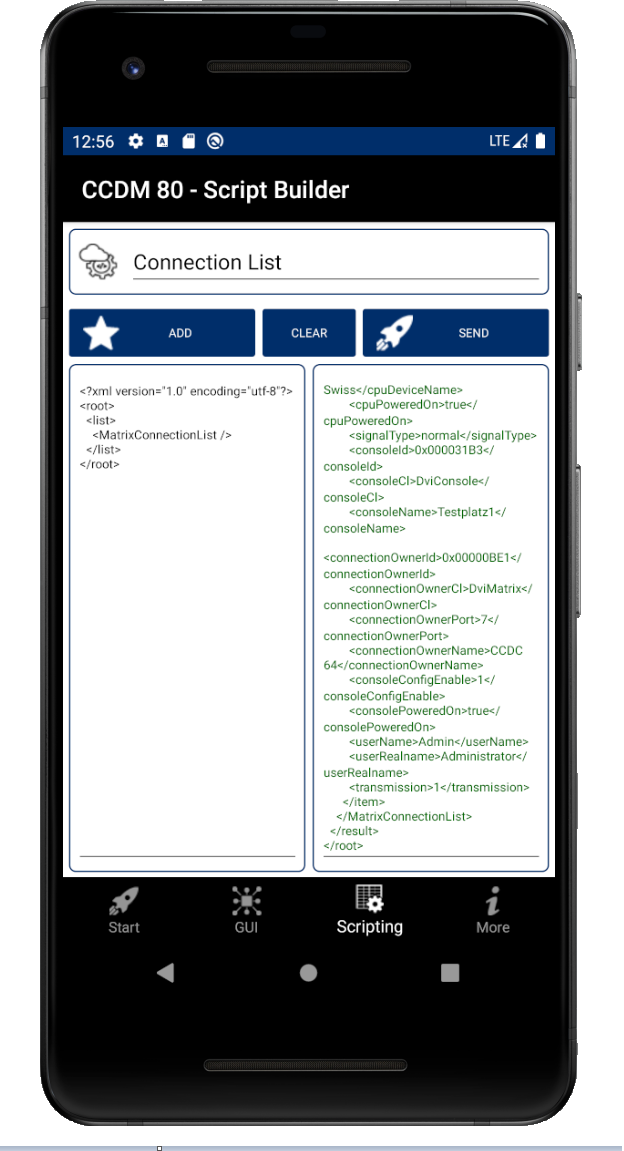 12:56
LTE
CCDM 80 - Script Builder
Connection List
ADD
CLEAR
SEND
<?xml version="1.0" encoding="utf-8"?>
<root>
<list>
<MatrixConnectionList />
</list>
</root>
Swiss</cpuDeviceName>
<cpuPoweredOn>true</
cpuPoweredOn>
<signalType>normal</signalType>
<consoleId>0x000031B3</
consoleId>
<consoleCl>DviConsole</
consoleCl>
<consoleName>Testplatz1</
consoleName>
<connectionOwnerId>0x00000BE1</
connectionOwnerId>
<connectionOwnerCl>DviMatrix</
connectionOwnerCl>
<connectionOwnerPort>7</
connectionOwnerPort>
<connectionOwnerName>CCDC
64</connectionOwnerName>
<consoleConfigEnable>1</
consoleConfigEnable>
<consolePoweredOn>true</
consolePoweredOn>
<userName>Admin</userName>
<userRealname>Administrator</
userRealname>
<transmission>1</transmission>
</item>
</MatrixConnectionList>
</result>
</root>
Start
GUI
Scripting
More